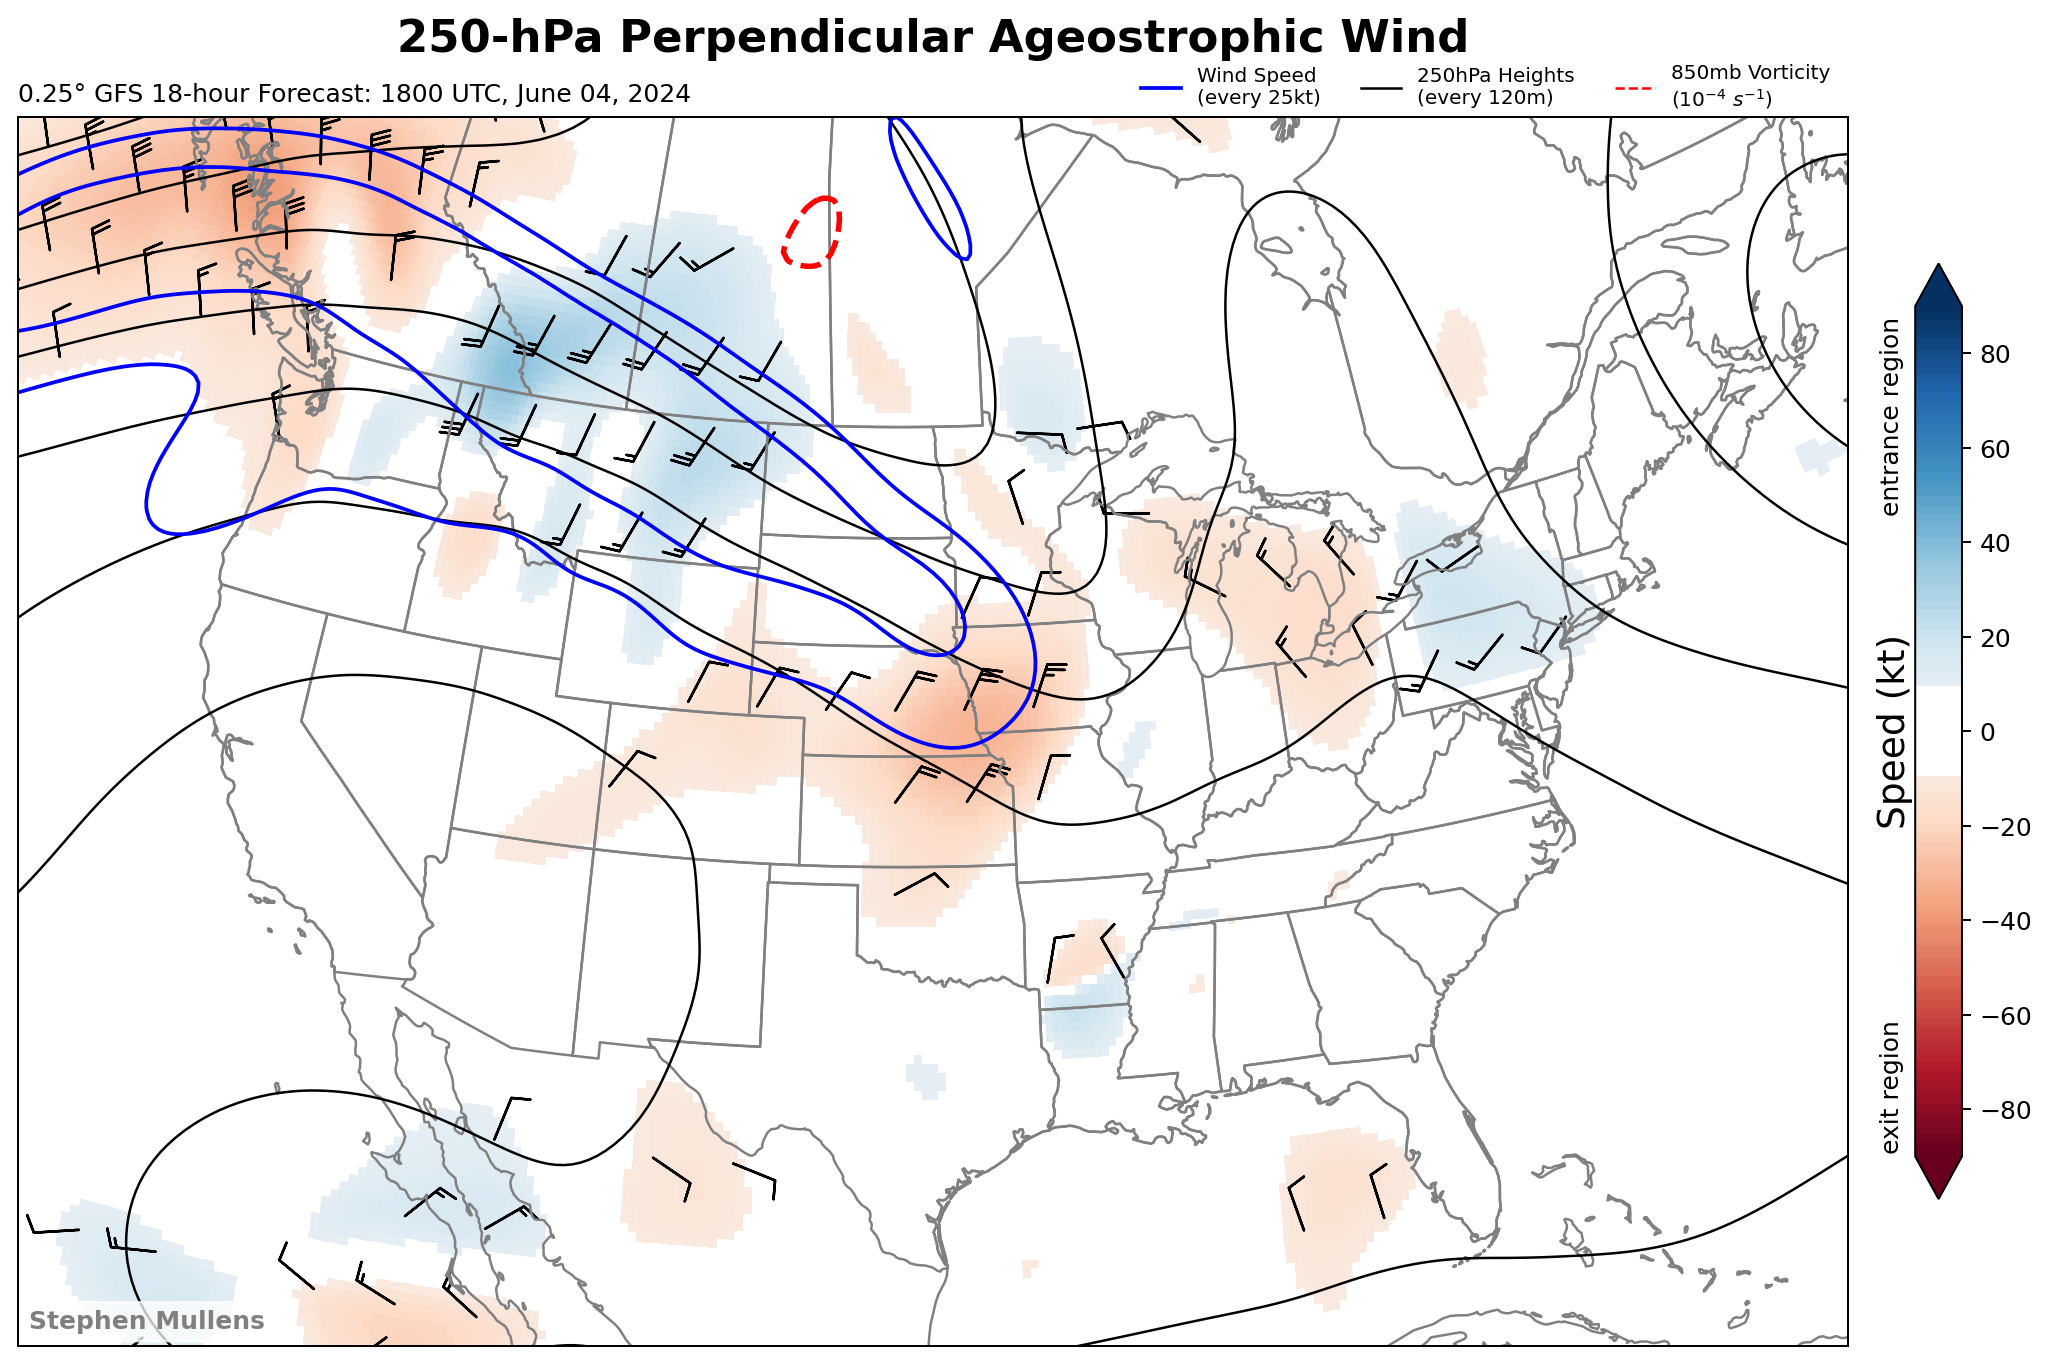 250-hPa Perpendicular Ageostrophic Wind
0.25° GFS 18-hour Forecast: 1800 UTC, June 04, 2024
Wind Speed
(every 25kt)
250hPa Heights
(every 120m)
850mb Vorticity
(10⁻⁴ s⁻¹)
entrance region
Speed (kt)
exit region
80
60
40
20
0
−20
−40
−60
−80
Stephen Mullens